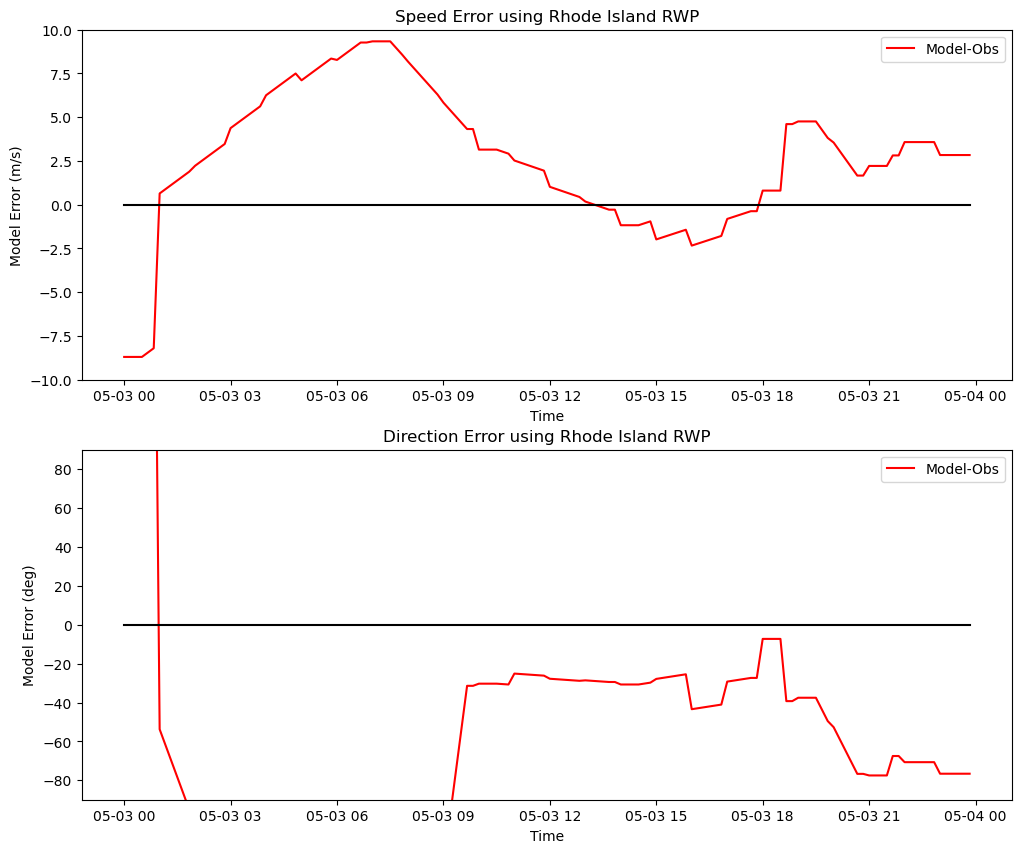 Speed Error using Rhode Island RWP
10.0
7.5
5.0
2.5
0.0
−2.5
−5.0
−7.5
−10.0
Model Error (m/s)
Model-Obs
05-03 00 05-03 03 05-03 06 05-03 09 05-03 12 05-03 15 05-03 18 05-03 21 05-04 00
Time
Direction Error using Rhode Island RWP
80
60
40
20
0
−20
−40
−60
−80
Model Error (deg)
Model-Obs
05-03 00 05-03 03 05-03 06 05-03 09 05-03 12 05-03 15 05-03 18 05-03 21 05-04 00
Time